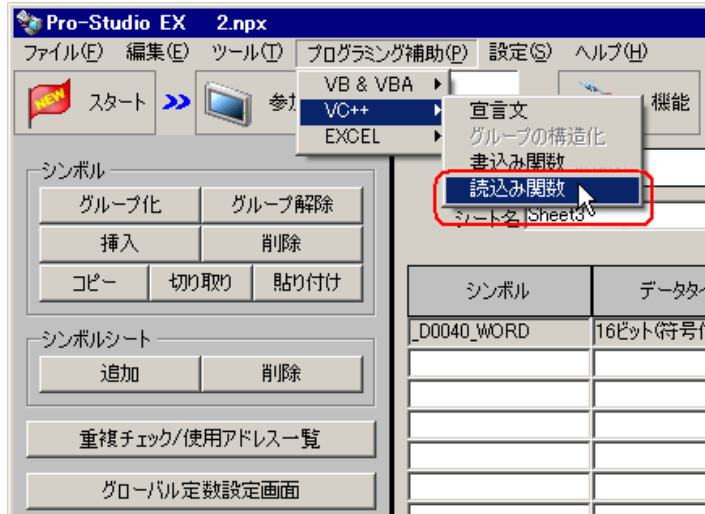 Pro-Studio EX 2.npx
ファイル(F) 編集(E) ツール(T) プログラミング補助(P) 設定(S) ヘルプ(H)
NEW スタート 機能
VB & VBA
VC++
EXCEL
宣言文
グループの構造化
書込み関数
読込み関数
シート名 Sheet3
シンボル
グループ化 グループ解除
挿入 削除
コピー 切り取り 貼り付け
シンボルシート
追加 削除
重複チェック/使用アドレス一覧
グローバル定数設定画面
シンボル データタイ
_D0040_WORD 16ビット(符号付